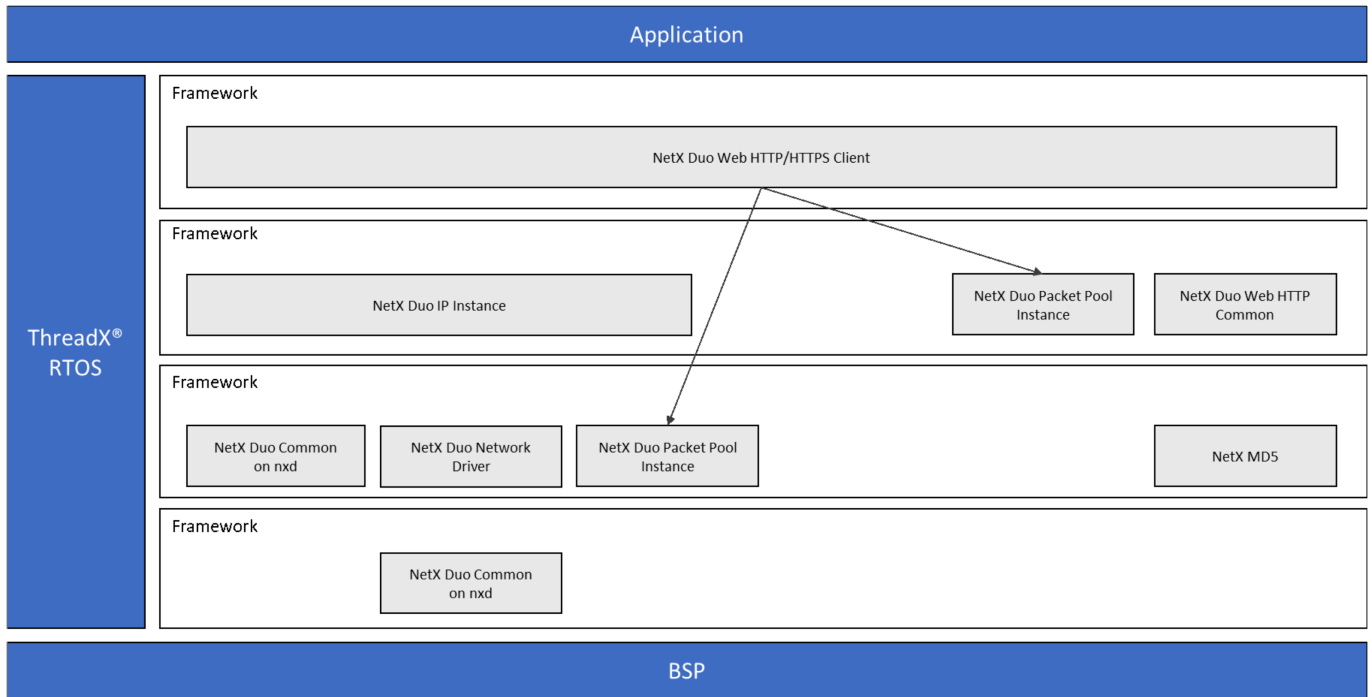 Application
ThreadX®
RTOS
Framework
NetX Duo Web HTTP/HTTPS Client
Framework
NetX Duo IP Instance
NetX Duo Packet Pool
Instance
NetX Duo Web HTTP
Common
Framework
NetX Duo Common
on nxd
NetX Duo Network
Driver
NetX Duo Packet Pool
Instance
NetX MD5
Framework
NetX Duo Common
on nxd
BSP